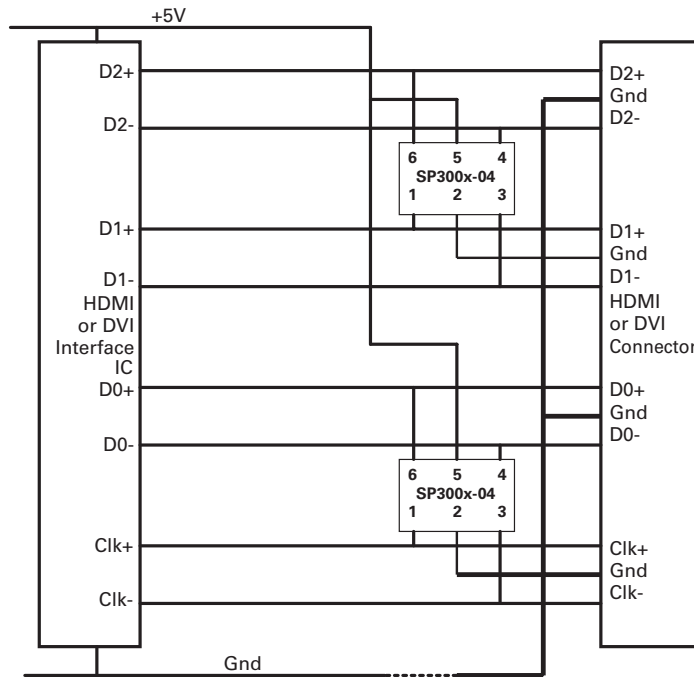 +5V
D2+
D2+
Gnd
D2-
D2-
6 5 4
SP300x-04
1 2 3
D1+
D1+
Gnd
D1-
D1-
HDMI
or DVI
Interface
IC
HDMI
or DVI
Connector
D0+
D0+
Gnd
D0-
D0-
6 5 4
SP300x-04
1 2 3
Clk+
Clk+
Gnd
Clk-
Clk-
Gnd